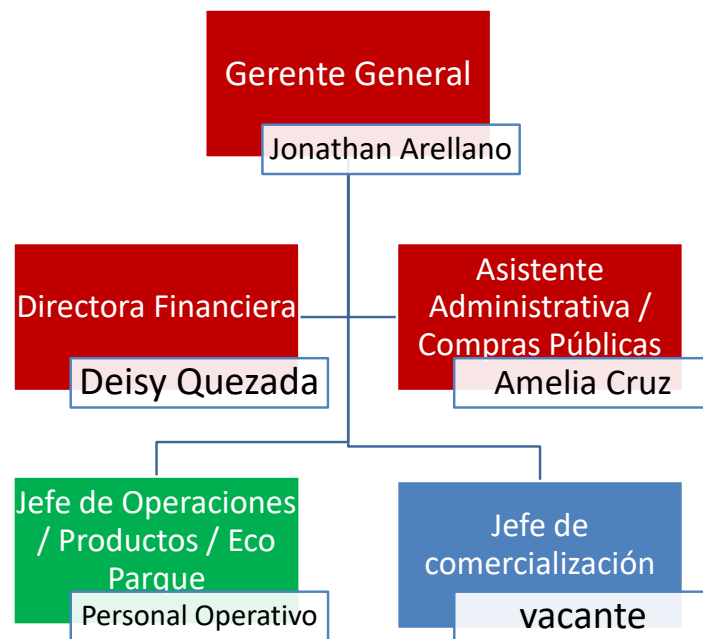 Gerente General
Jonathan Arellano
Directora Financiera
Deisy Quezada
Asistente
Administrativa /
Compras Públicas
Amelia Cruz
Jefe de Operaciones
/ Productos / Eco
Parque
Personal Operativo
Jefe de
comercialización
vacante